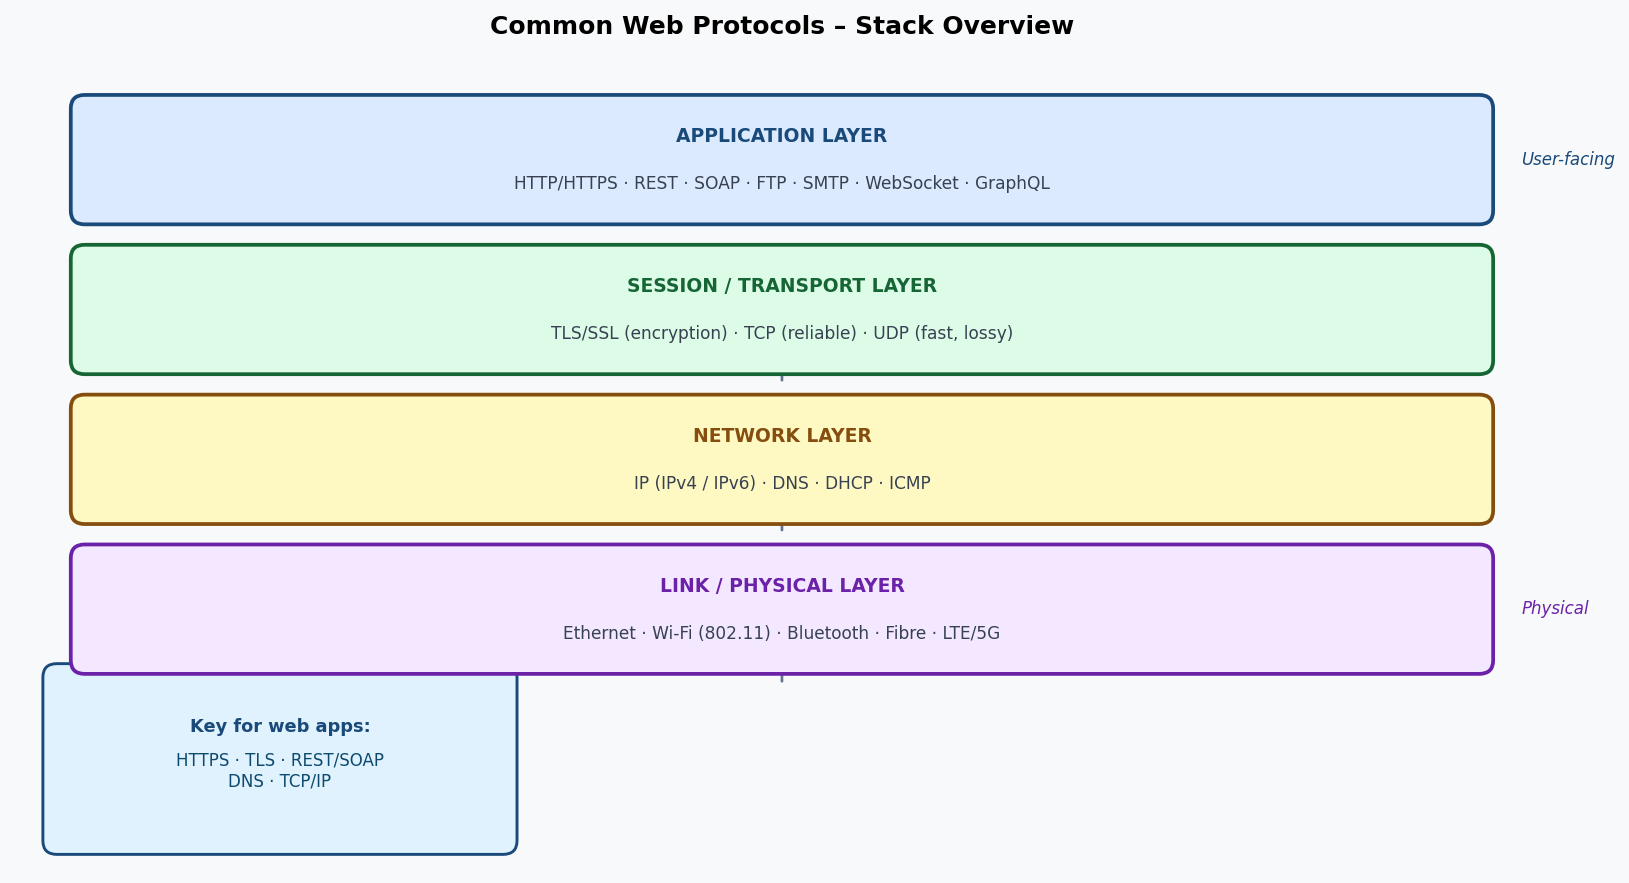 Common Web Protocols – Stack Overview
APPLICATION LAYER
HTTP/HTTPS · REST · SOAP · FTP · SMTP · WebSocket · GraphQL
User-facing
SESSION / TRANSPORT LAYER
TLS/SSL (encryption) · TCP (reliable) · UDP (fast, lossy)
NETWORK LAYER
IP (IPv4 / IPv6) · DNS · DHCP · ICMP
LINK / PHYSICAL LAYER
Ethernet · Wi-Fi (802.11) · Bluetooth · Fibre · LTE/5G
Physical
Key for web apps:
HTTPS · TLS · REST/SOAP
DNS · TCP/IP